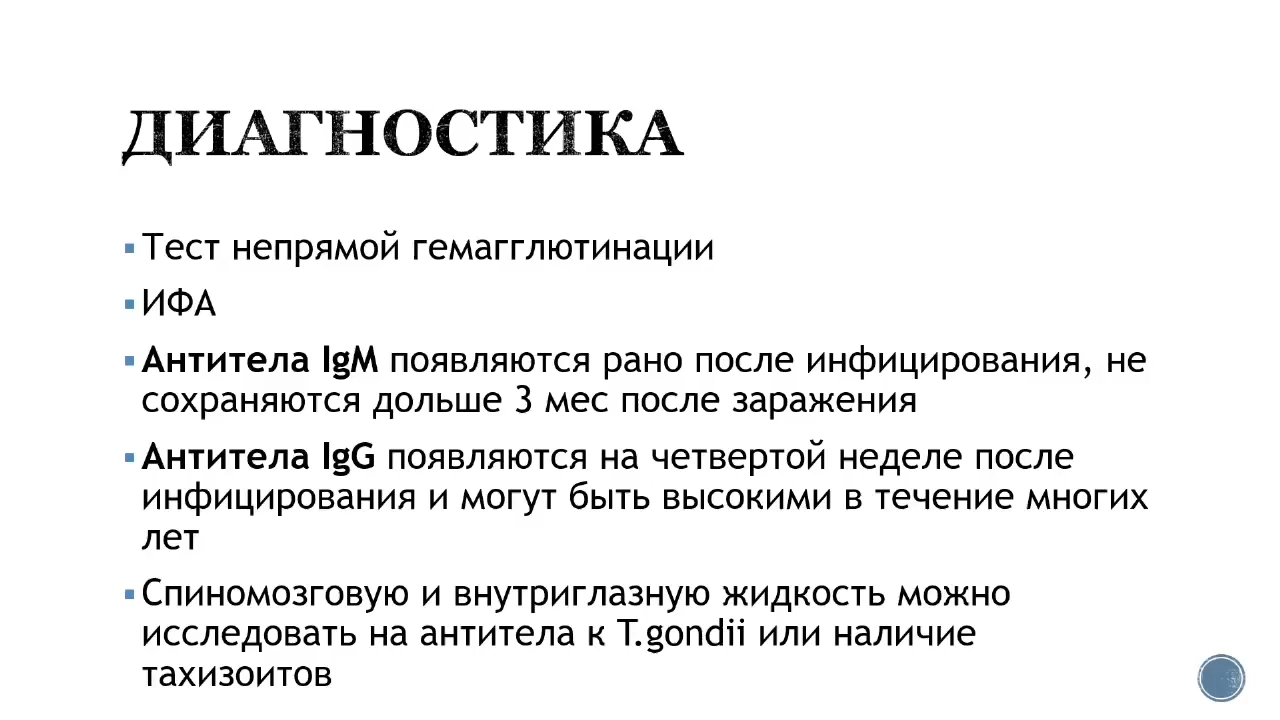 ДИАГНОСТИКА
Тест непрямой гемагглютинации
ИФА
Антитела IgM появляются рано после инфицирования, не
сохраняются дольше 3 мес после заражения
Антитела IgG появляются на четвертой неделе после
инфицирования и могут быть высокими в течение многих
лет
Спиномозговую и внутриглазную жидкость можно
исследовать на антитела к T.gondii или наличие
тахизоитов